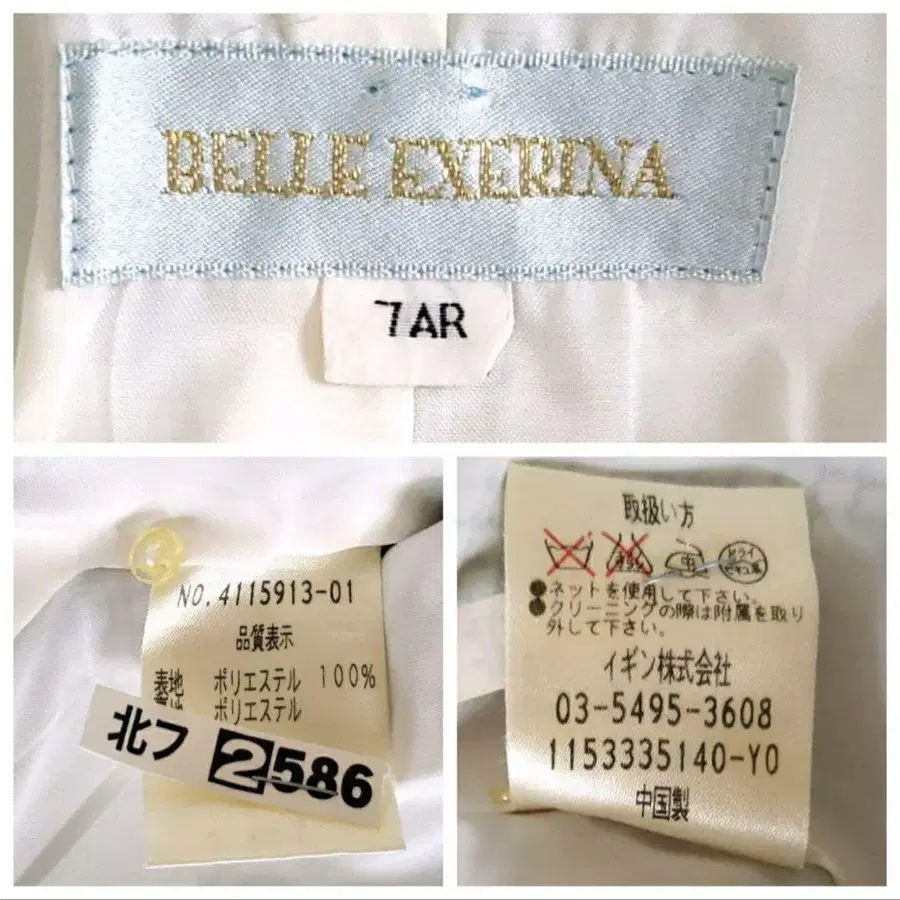 BELLE EXERINA
7AR
NO.4115913-01
品質表示
表地 ポリエステル 100%
ポリエステル
北フ 2586
取扱い方
中
ドライ
ネットを使用して下さい。
クリーニングの際は附属を取り
外して下さい。
イギン株式会社
03-5495-3608
1153335140-Y0
中国製